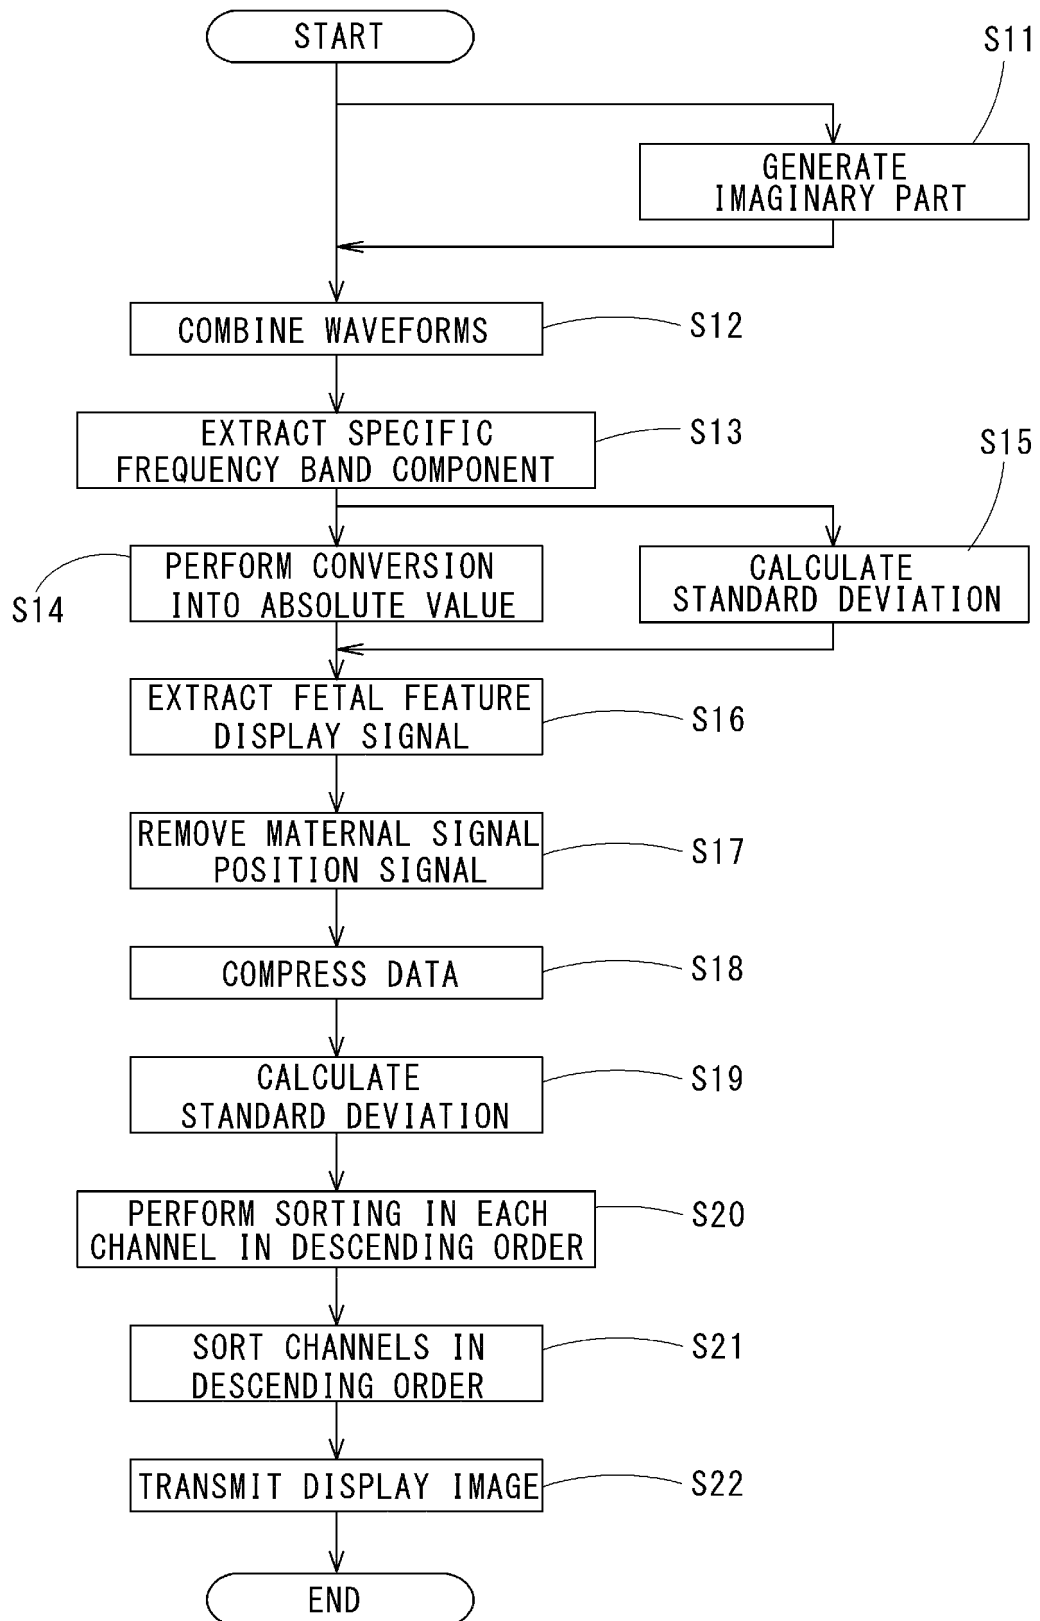 START
S11
GENERATE
IMAGINARY PART
COMBINE WAVEFORMS
S12
EXTRACT SPECIFIC
FREQUENCY BAND COMPONENT
S13
S15
PERFORM CONVERSION
INTO ABSOLUTE VALUE
S14
CALCULATE
STANDARD DEVIATION
EXTRACT FETAL FEATURE
DISPLAY SIGNAL
S16
REMOVE MATERNAL SIGNAL
POSITION SIGNAL
S17
COMPRESS DATA
S18
CALCULATE
STANDARD DEVIATION
S19
PERFORM SORTING IN EACH
CHANNEL IN DESCENDING ORDER
S20
SORT CHANNELS IN
DESCENDING ORDER
S21
TRANSMIT DISPLAY IMAGE
S22
END